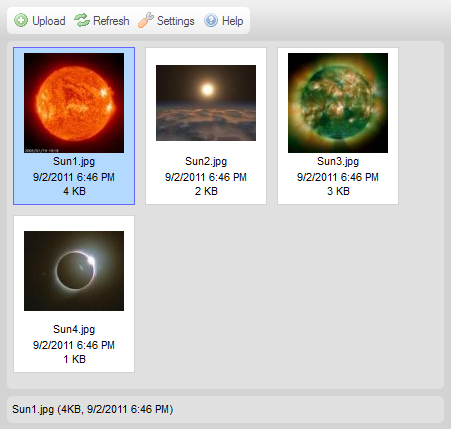 Upload Refresh Settings Help
Sun1.jpg
9/2/2011 6:46 PM
4 KB
Sun2.jpg
9/2/2011 6:46 PM
2 KB
Sun3.jpg
9/2/2011 6:46 PM
3 KB
Sun4.jpg
9/2/2011 6:46 PM
1 KB
Sun1.jpg (4KB, 9/2/2011 6:46 PM)